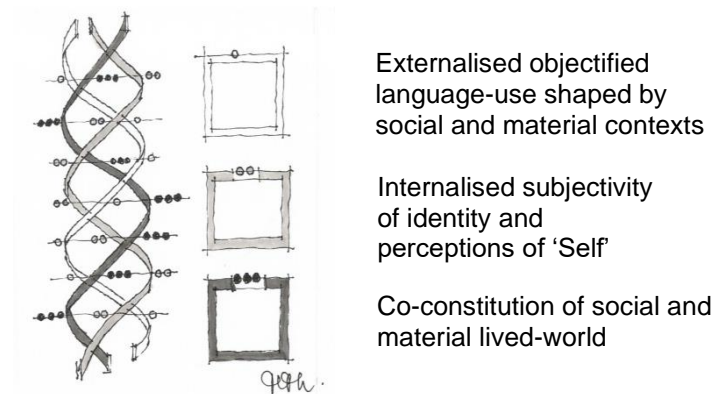 Externalised objectified
language-use shaped by
social and material contexts
Internalised subjectivity
of identity and
perceptions of ‘Self’
Co-constitution of social and
material lived-world